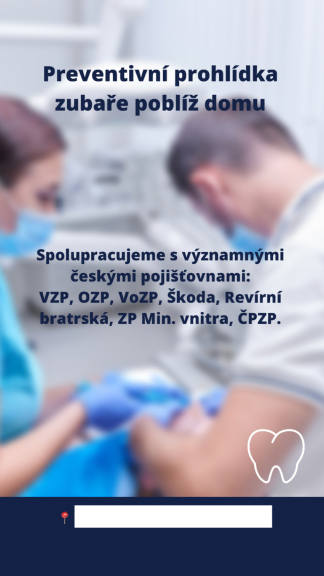 Preventivní prohlídka
zubaře poblíž domu
Spolupracujeme s významnými
českými pojišťovnami:
VZP, OZP, VoZP, Škoda, Revírní
bratrská, ZP Min. vnitra, ČPZP.